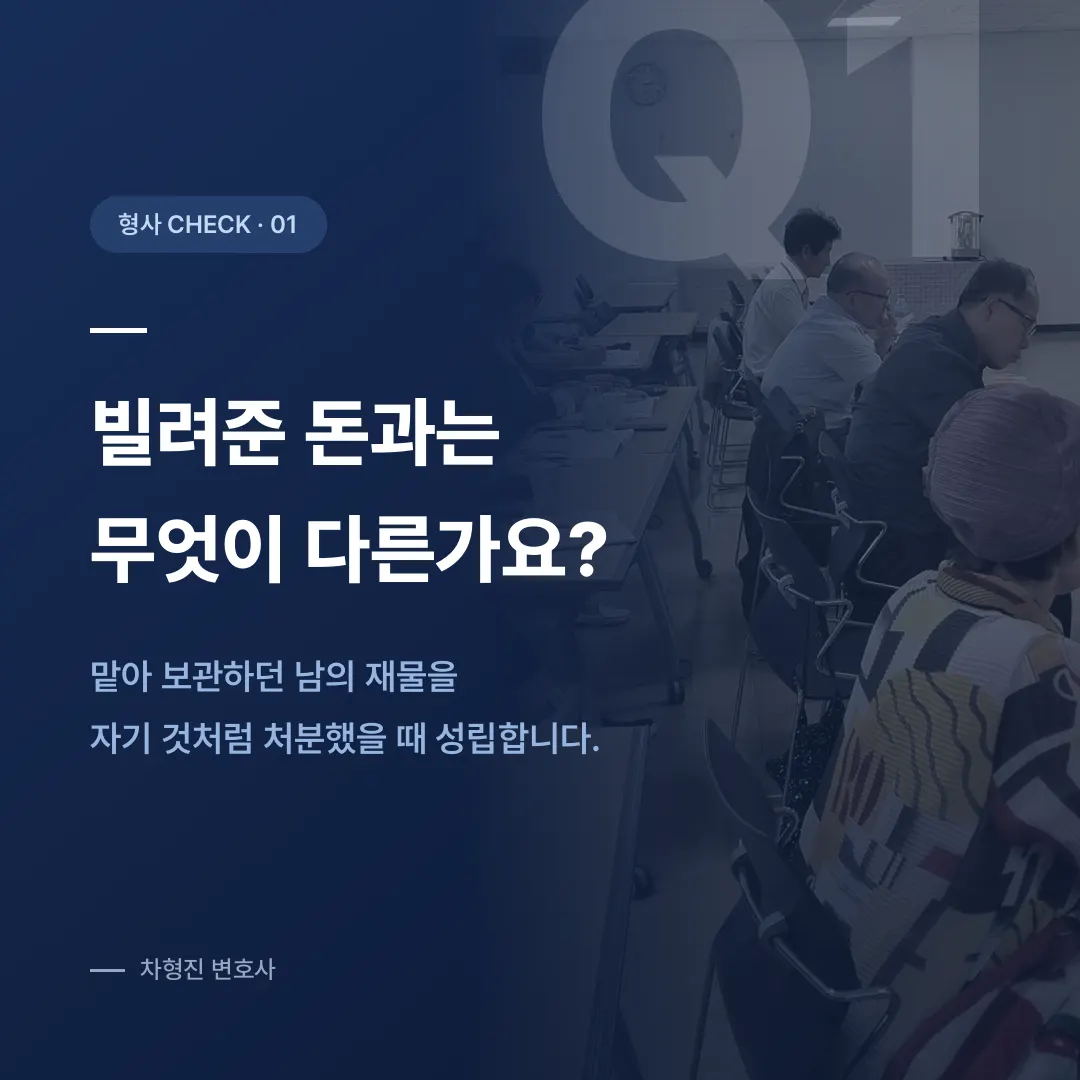 Q1
형사 CHECK · 01
빌려준 돈과는
무엇이 다른가요?
맡아 보관하던 남의 재물을
자기 것처럼 처분했을 때 성립합니다.
차형진 변호사